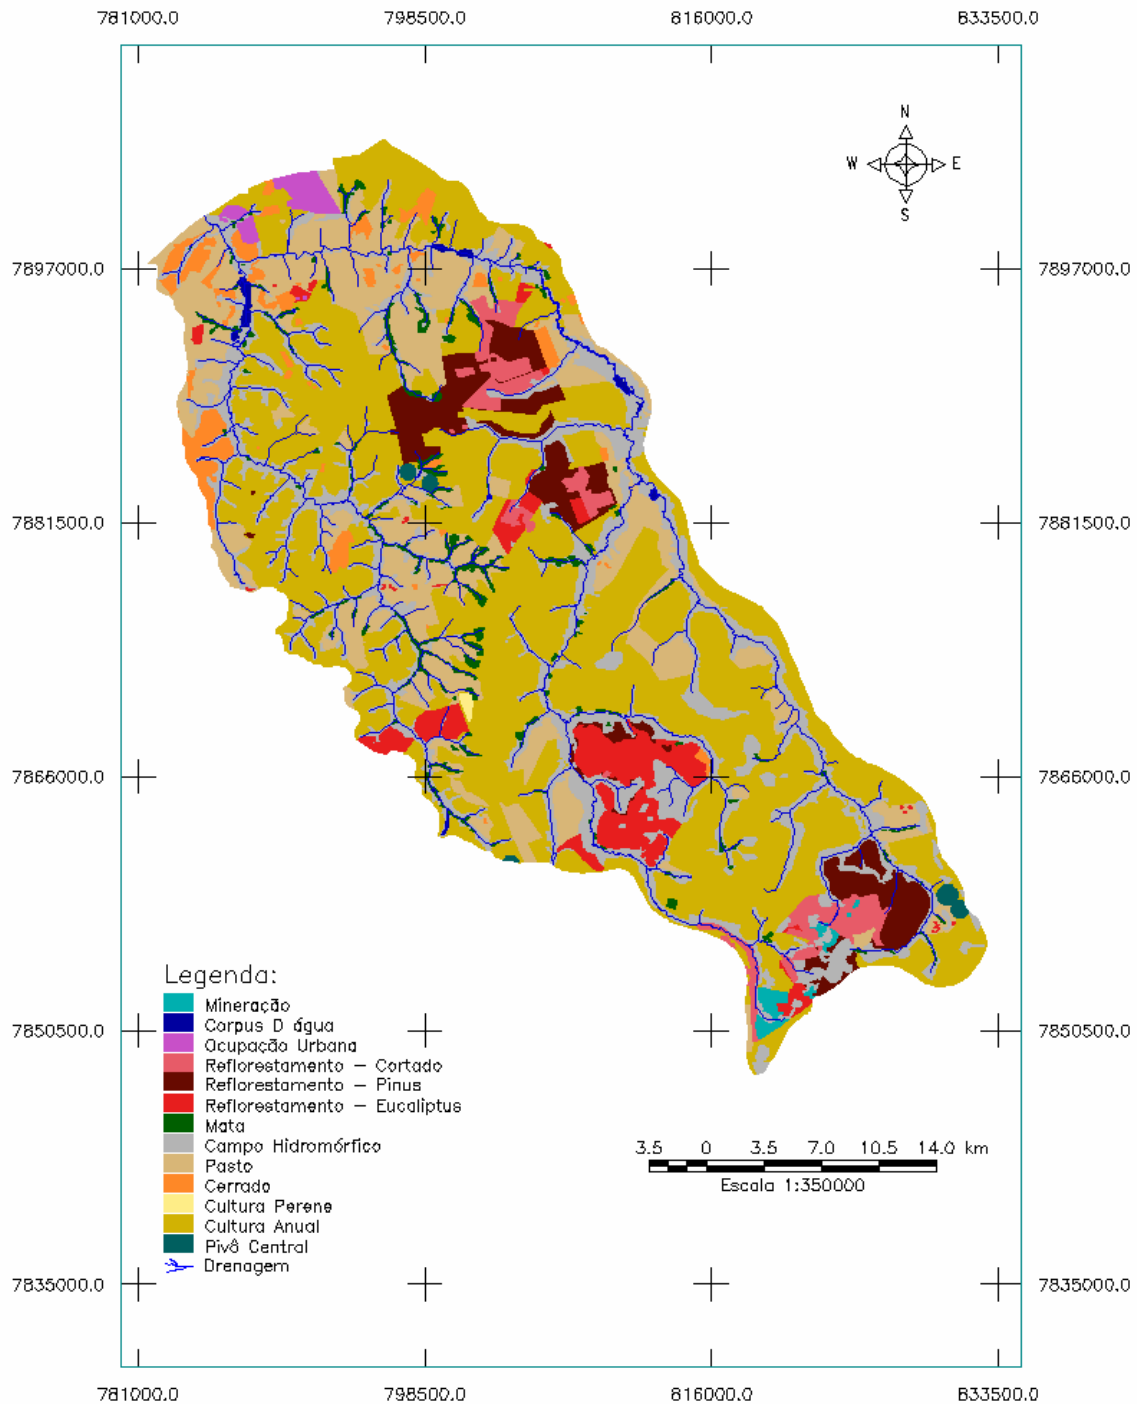 781000.0 798500.0 816000.0 833500.0
N
W E
S
7897000.0 7897000.0
7881500.0 7881500.0
7866000.0 7866000.0
Legenda:
Mineração
Corpus D água
Ocupação Urbana
Reflorestamento – Cortado
Reflorestamento – Pinus
Reflorestamento – Eucaliptus
Mata
Campo Hidromórfico
Pasto
Cerrado
Cultura Perene
Cultura Anual
Pivô Central
Drenagem
7850500.0 7850500.0
3.5 0 3.5 7.0 10.5 14.0 km
Escala 1:350000
7835000.0 7835000.0
781000.0 798500.0 816000.0 833500.0